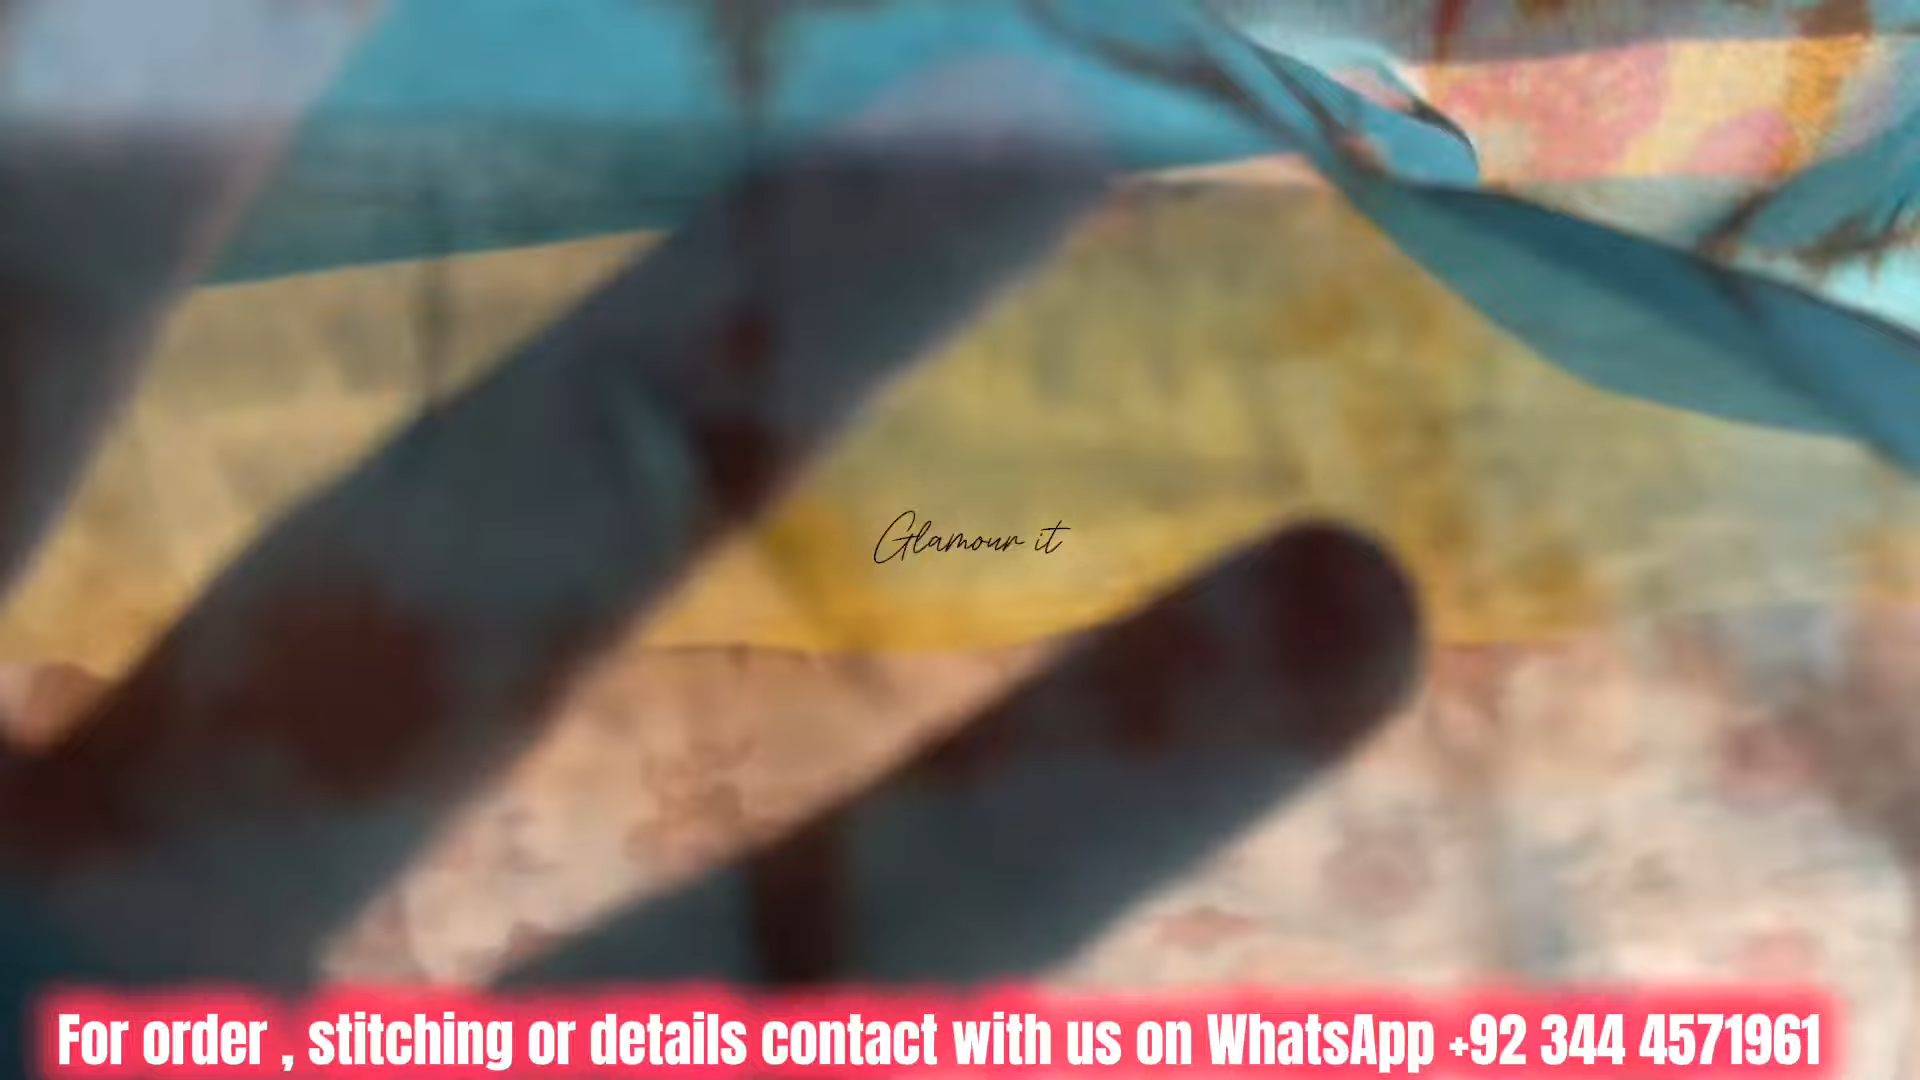 Glamour it
For order , stitching or details contact with us on WhatsApp +92 344 4571961